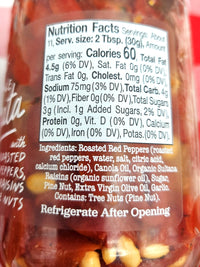 Nutrition Facts Servings: About
11, Serv. size: 2 Tbsp. (30g), Amount
per serving: Calories 60, Total Fat
4.5g (6% DV), Sat. Fat 0g (0% DV),
Trans Fat 0g, Cholest. 0mg (0% DV),
Sodium 75mg (3% DV), Total Carb. 4g
(1% DV), Fiber 0g (0% DV), Total Sugars
3g (Incl. 1g Added Sugars, 2% DV),
Protein 0g, Vit. D (0% DV), Calcium
(0% DV), Iron (0% DV), Potas. (0% DV).
Ingredients: Roasted Red Peppers (roasted
red peppers, water, salt, citric acid,
calcium chloride), Canola Oil, Organic Sultana
Raisins (organic sunflower oil), Sugar,
Pine Nut, Extra Virgin Olive Oil, Garlic.
Contains: Tree Nuts (Pine Nut).
Refrigerate After Opening
with
ROASTED
PEPPERS,
RAISINS
NUTS